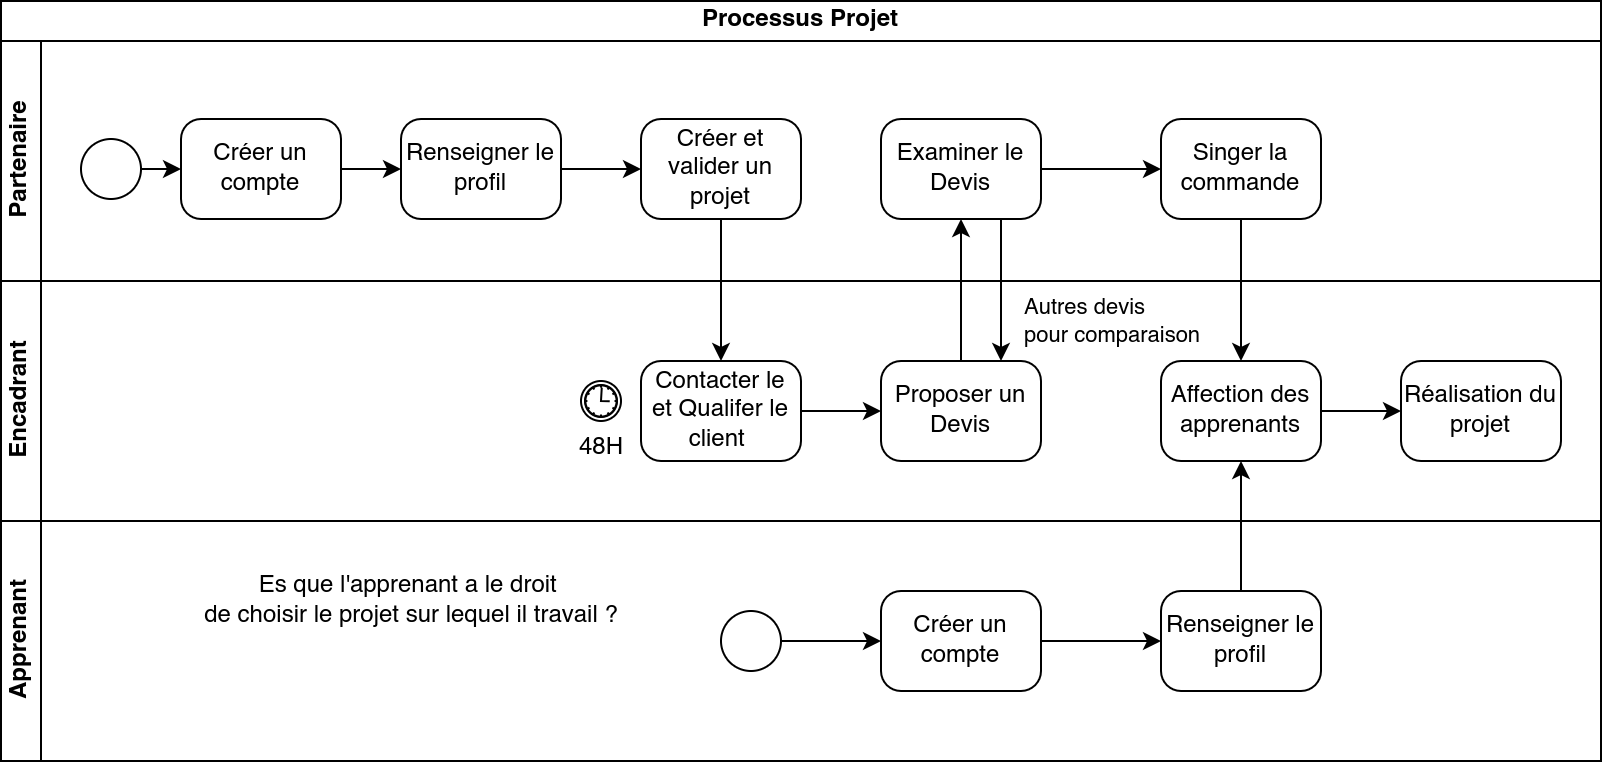 Processus Projet
Partenaire
Créer un
compte
Renseigner le
profil
Créer et
valider un
projet
Examiner le
Devis
Singer la
commande
Encadrant
48H
Contacter le
et Qualifer le
client
Proposer un
Devis
Autres devis
pour comparaison
Affection des
apprenants
Réalisation du
projet
Apprenant
Es que l'apprenant a le droit
de choisir le projet sur lequel il travail ?
Créer un
compte
Renseigner le
profil